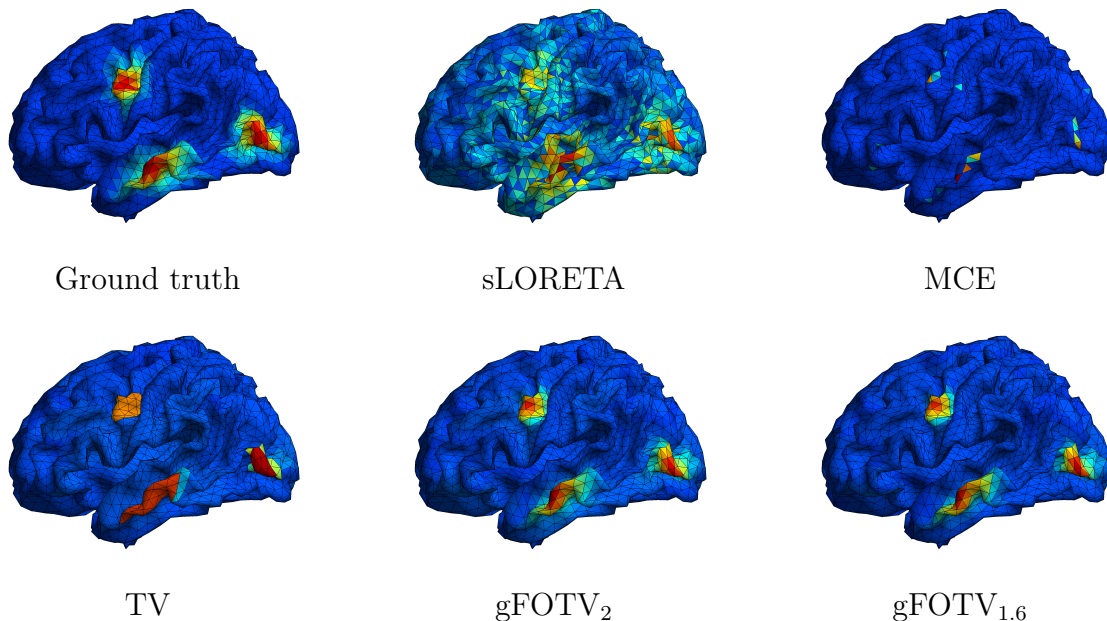 Ground truth
sLORETA
MCE
TV
gFOTV₂
gFOTV₁.₆